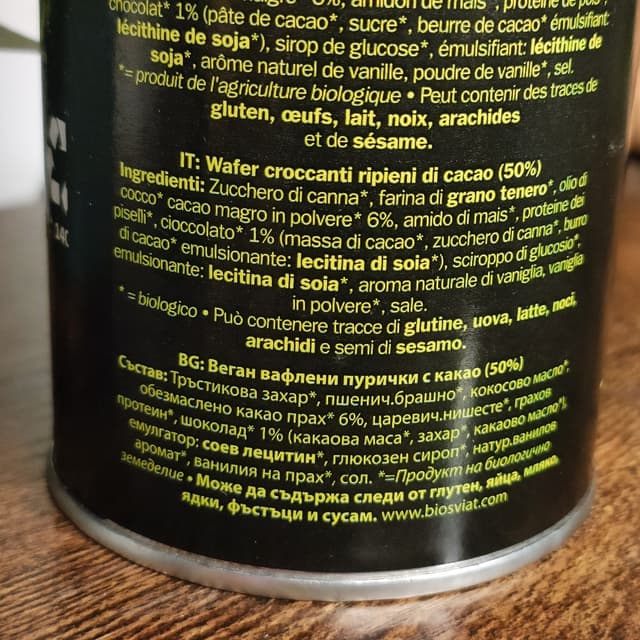 chocolat* 1% (pâte de cacao*, sucre*, beurre de cacao* émulsifiant:
lécithine de soja*), sirop de glucose*, émulsifiant: lécithine de
soja*, arôme naturel de vanille, poudre de vanille*, sel.
*= produit de l'agriculture biologique • Peut contenir des traces de
gluten, œufs, lait, noix, arachides
et de sésame.
IT: Wafer croccanti ripieni di cacao (50%)
Ingredienti: Zucchero di canna*, farina di grano tenero*, olio di
cocco* cacao magro in polvere* 6%, amido di mais*, proteine dei
piselli*, cioccolato* 1% (massa di cacao*, zucchero di canna*, burro
di cacao* emulsionante: lecitina di soia*), sciroppo di glucosio*,
emulsionante: lecitina di soia*, aroma naturale di vaniglia, vaniglia
in polvere*, sale.
* = biologico • Può contenere tracce di glutine, uova, latte, noci,
arachidi e semi di sesamo.
BG: Веган вафлени пурички с какао (50%)
Състав: Тръстикова захар*, пшенич.брашно*, кокосово масло*,
обезмаслено какао прах* 6%, царевич.нишесте*, грахов
протеин*, шоколад* 1% (какаова маса*, захар*, какаово масло*),
емулгатор: соев лецитин*, глюкозен сироп*, натур.ванилов
аромат*, ванилия на прах*, сол. *=Продукт на биологично
земеделие • Може да съдържа следи от глутен, яйца, мляко,
ядки, фъстъци и сусам. www.biosviat.com